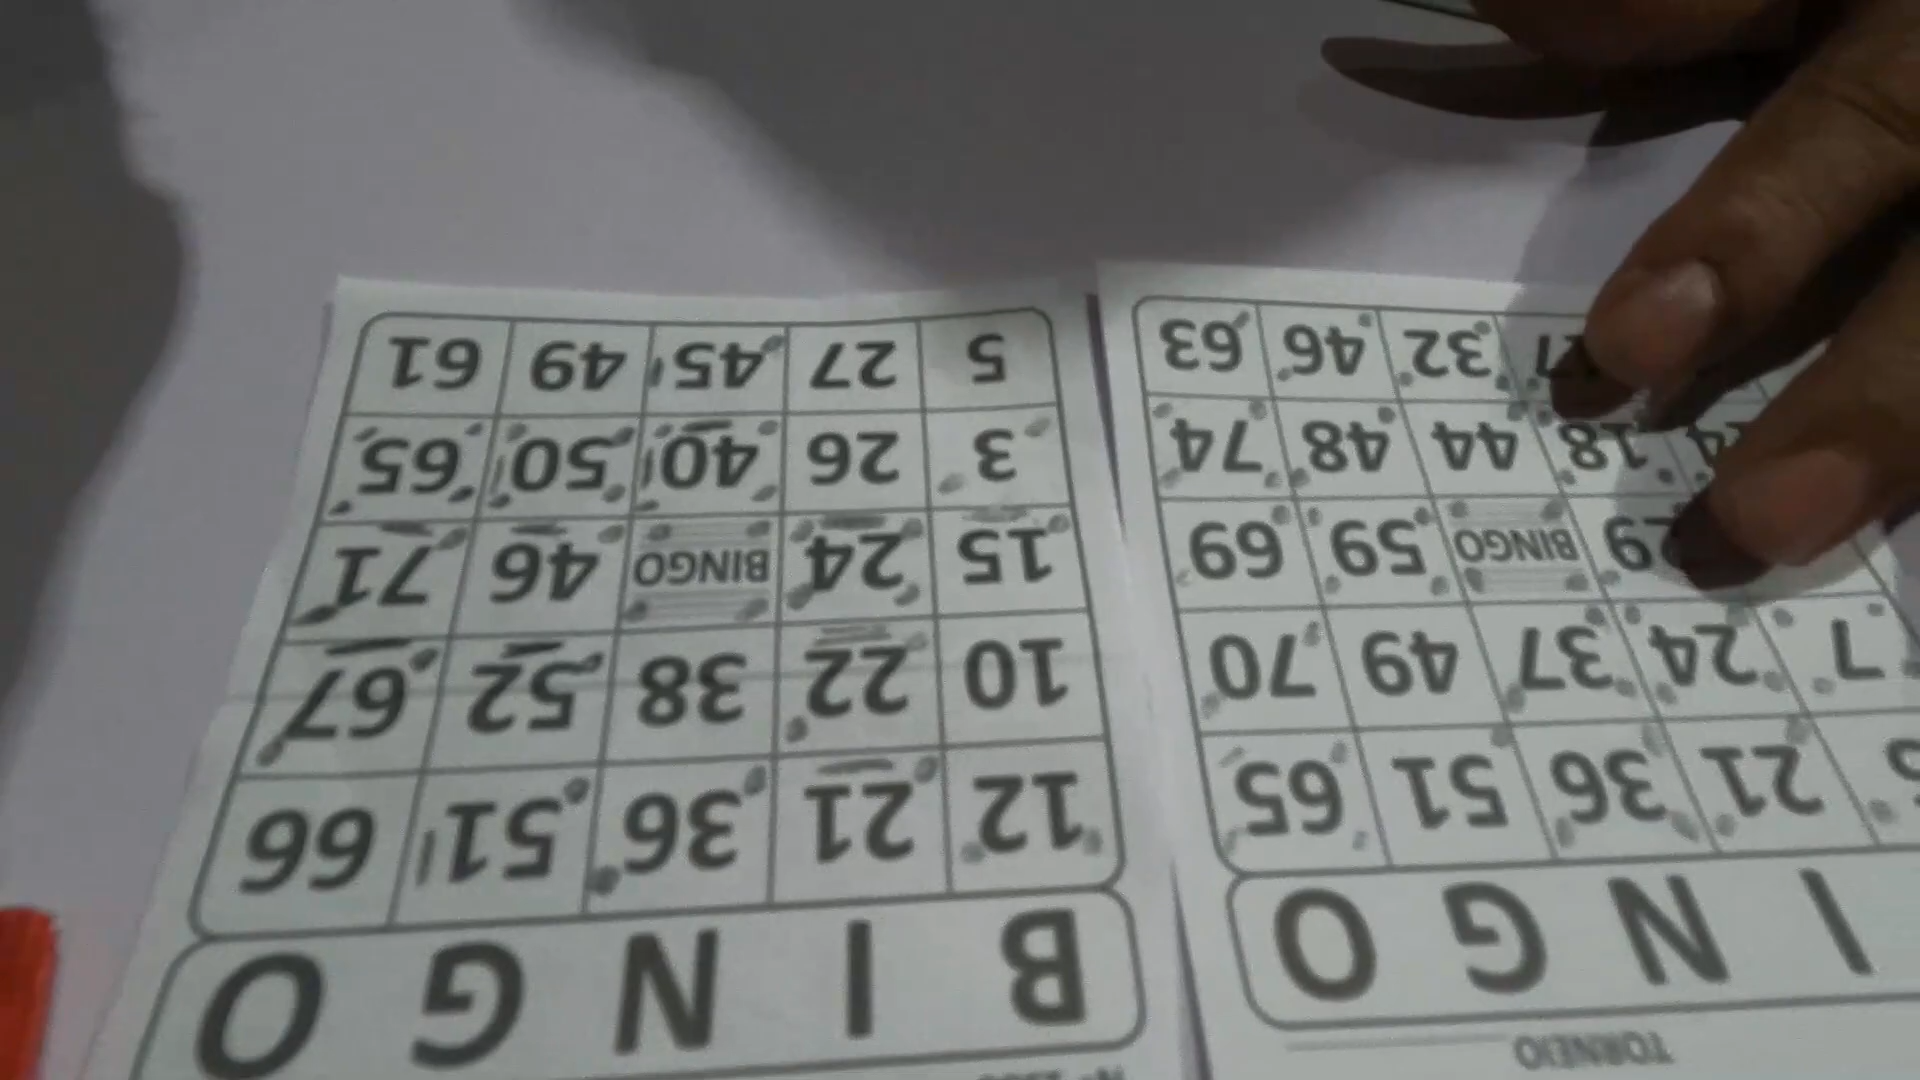 B I N G O
12 21 36 51 66
10 22 38 52 67
15 24 BINGO 46 71
3 26 40 50 65
5 27 45 49 61
TORNEIO
I N G O
21 36 51 65
7 24 37 49 70
29 BINGO 59 69
18 44 48 74
32 46 63